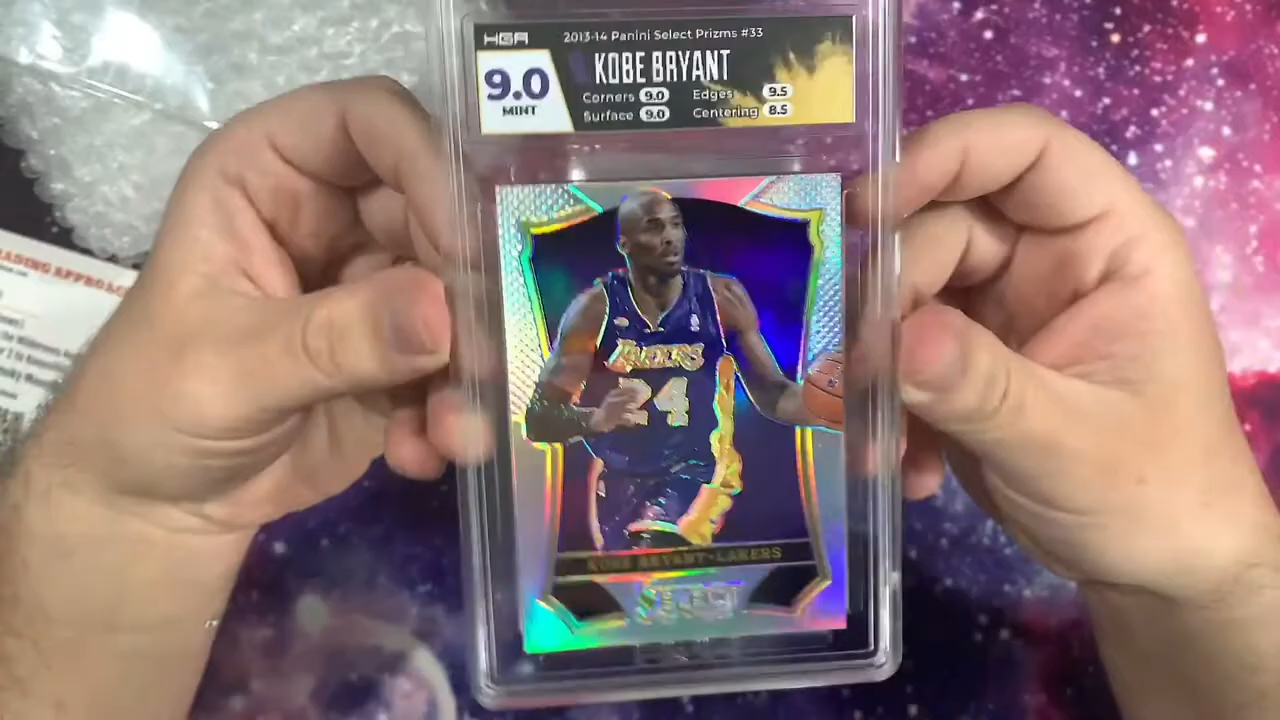 HGA
2013-14 Panini Select Prizms #33
9.0
MINT
KOBE BRYANT
Corners 9.0 Edges 9.5
Surface 9.0 Centering 8.5
LAKERS
24
KOBE BRYANT - LAKERS
SELECT